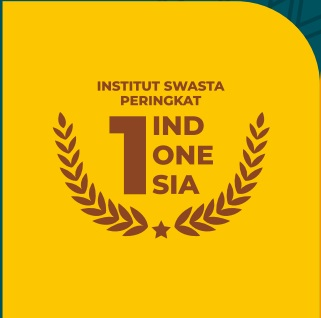 INSTITUT SWASTA
PERINGKAT
1 IND
ONE
SIA